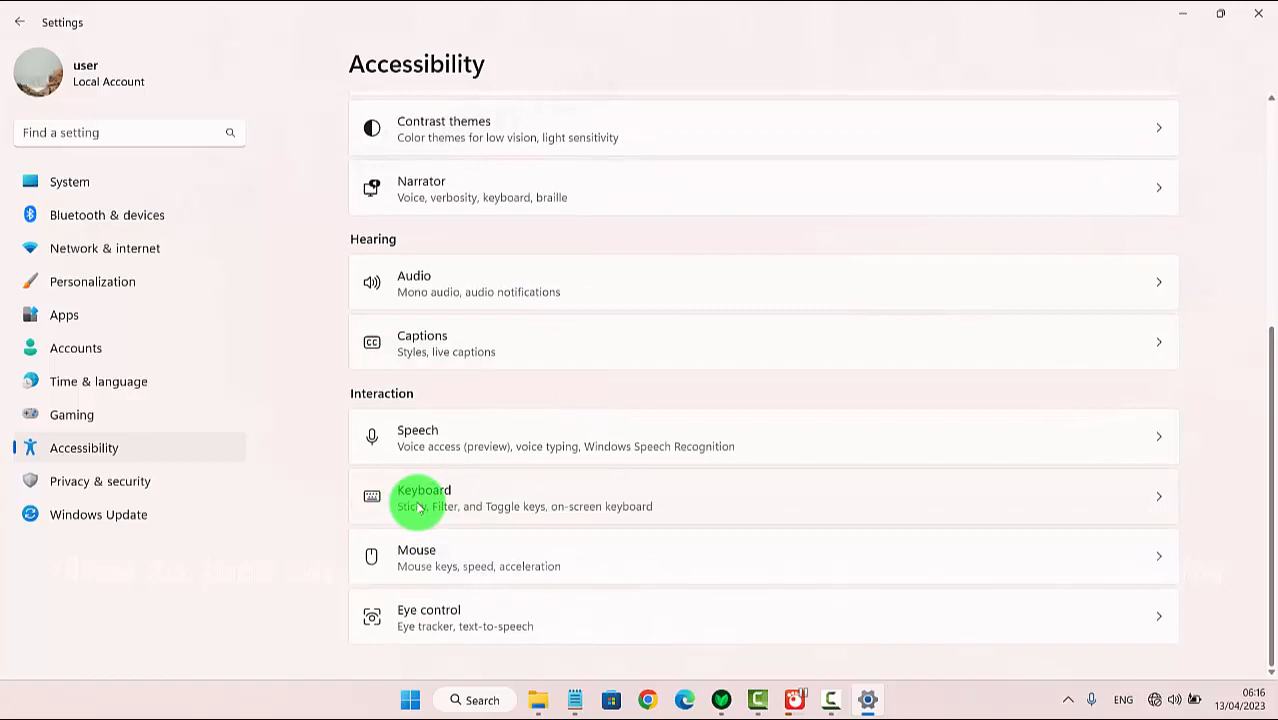 Settings
user
Local Account
Find a setting
System
Bluetooth & devices
Network & internet
Personalization
Apps
Accounts
Time & language
Gaming
Accessibility
Privacy & security
Windows Update
Accessibility
Contrast themes
Color themes for low vision, light sensitivity
Narrator
Voice, verbosity, keyboard, braille
Hearing
Audio
Mono audio, audio notifications
CC
Captions
Styles, live captions
Interaction
Speech
Voice access (preview), voice typing, Windows Speech Recognition
Keyboard
Sticky, Filter, and Toggle keys, on-screen keyboard
Mouse
Mouse keys, speed, acceleration
Eye control
Eye tracker, text-to-speech
Search
ENG
06:16
13/04/2023